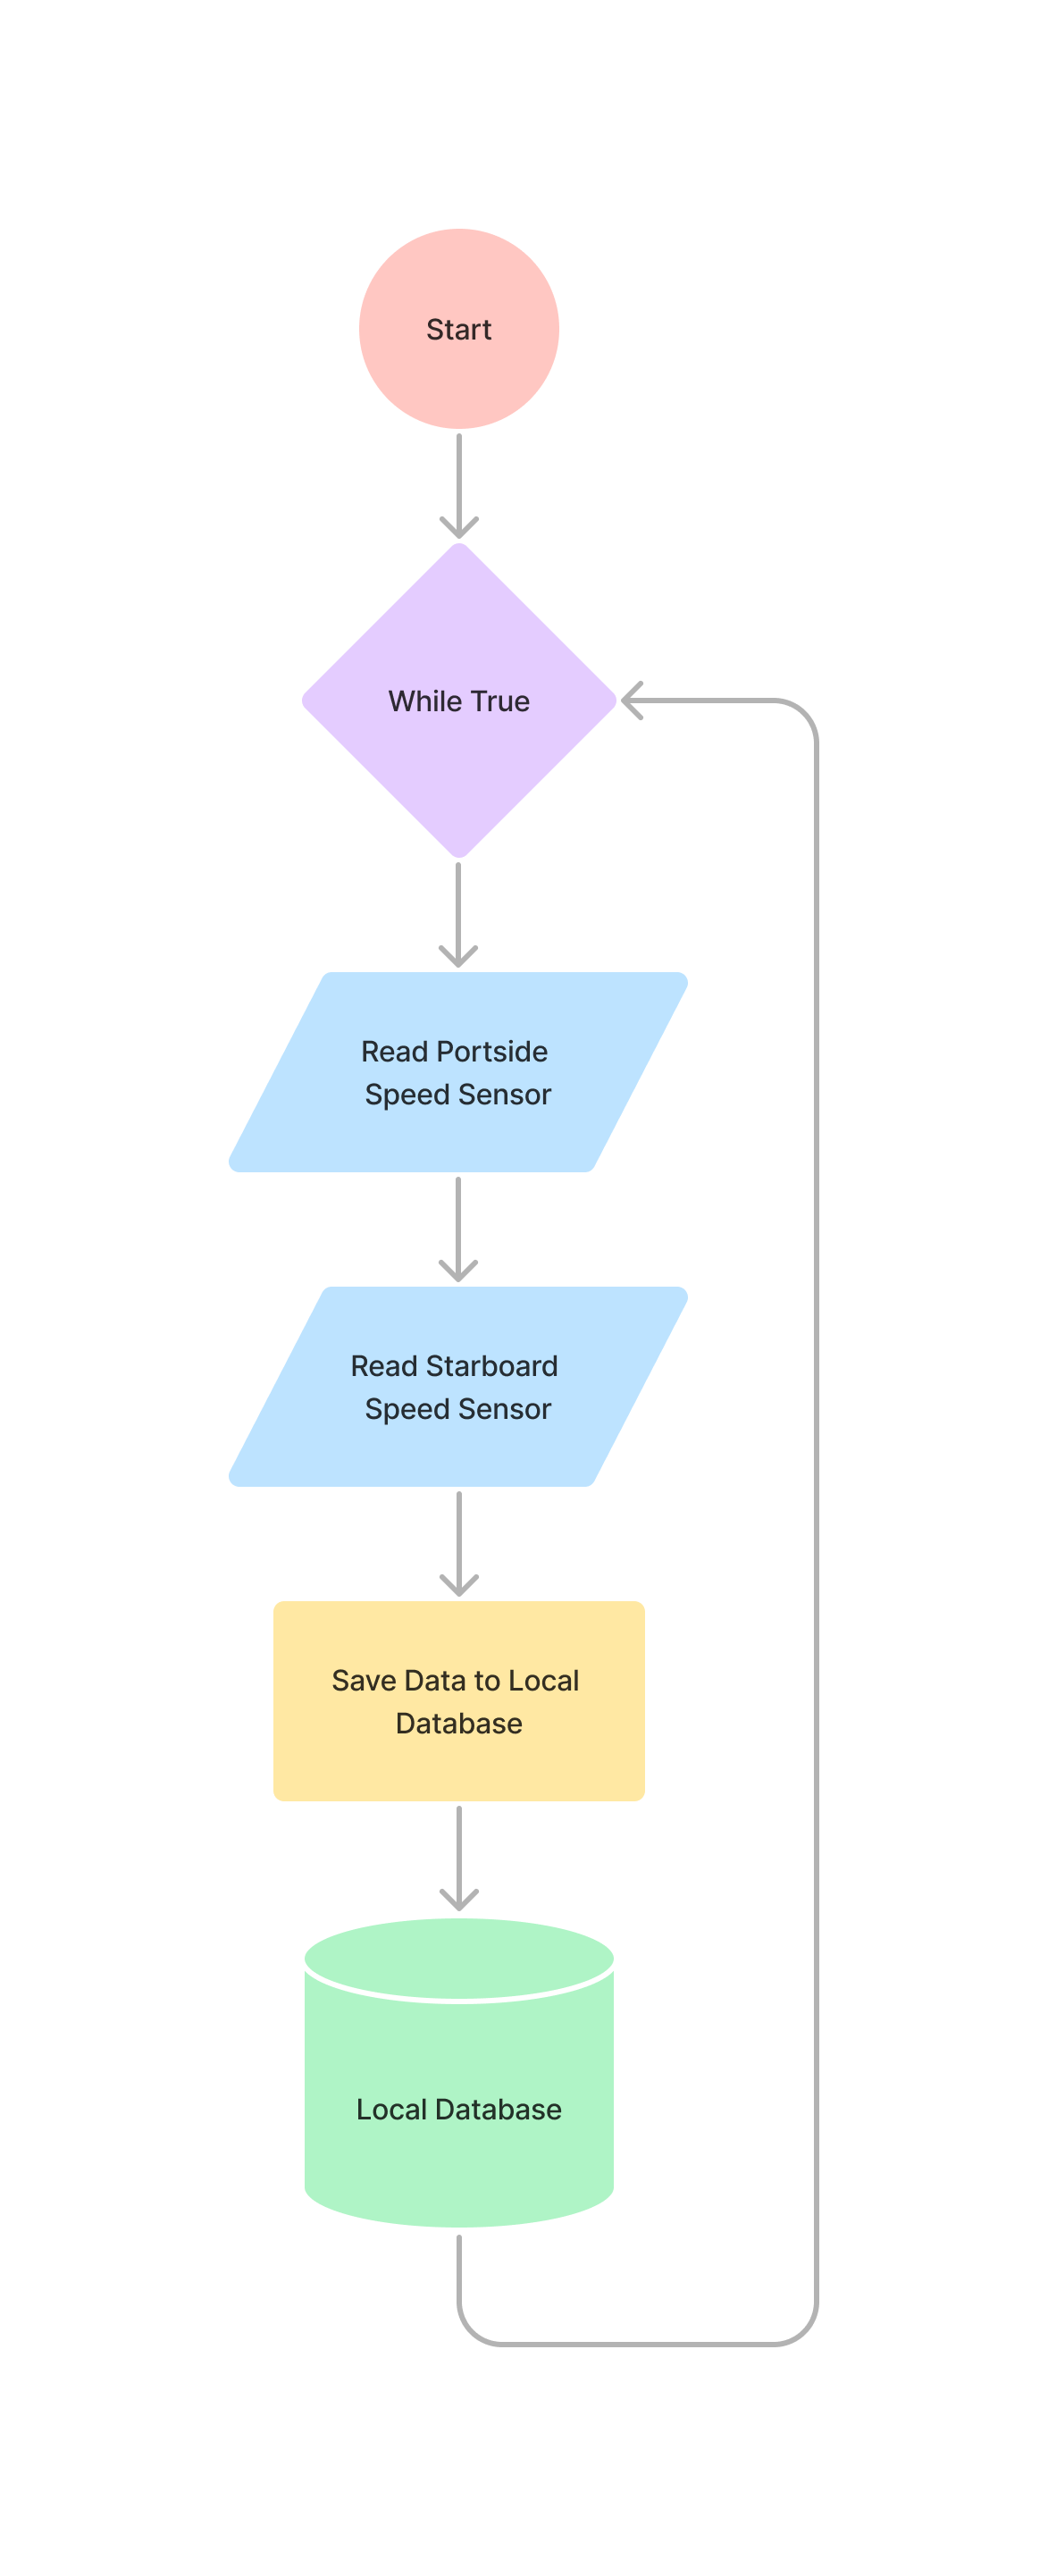 Start
While True
Read Portside
Speed Sensor
Read Starboard
Speed Sensor
Save Data to Local
Database
Local Database